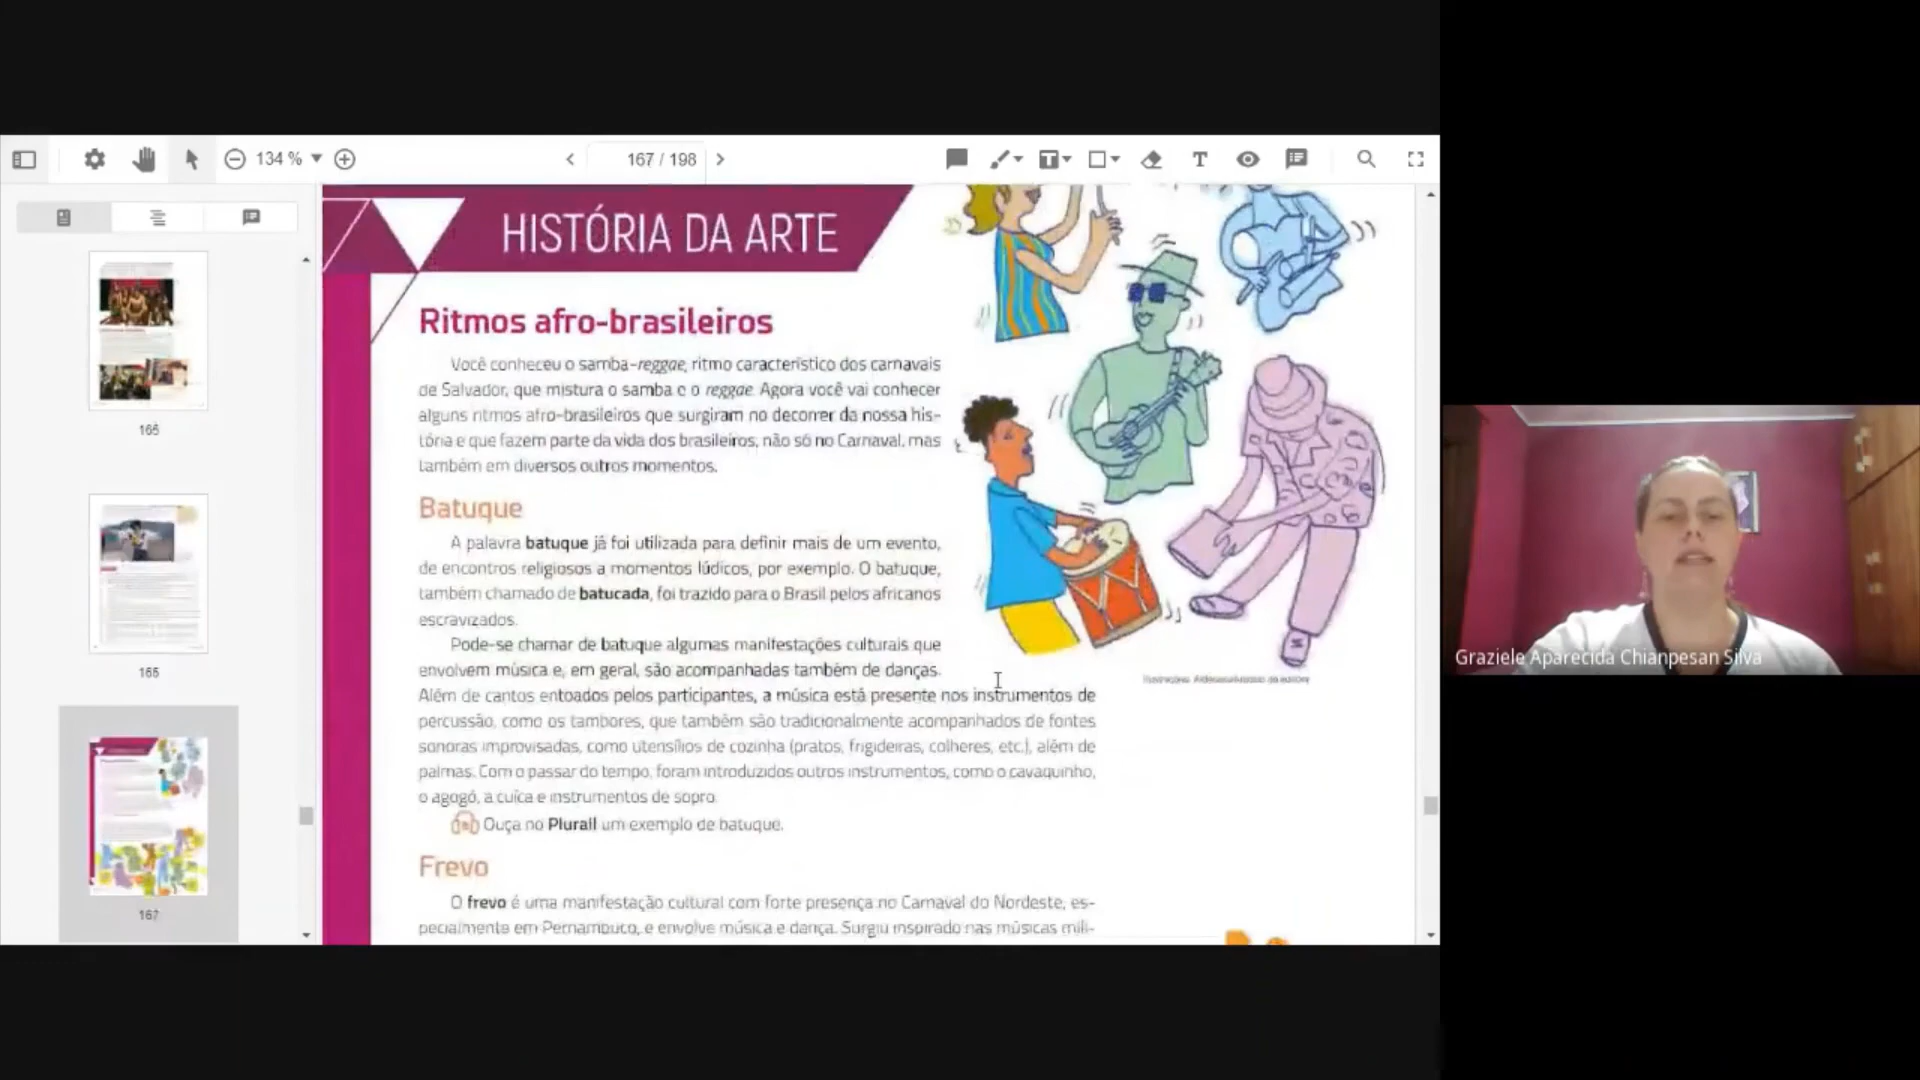 134 %
167 / 198
HISTÓRIA DA ARTE
Ritmos afro-brasileiros
Você conheceu o samba-reggae, ritmo característico dos carnavais
de Salvador, que mistura o samba e o reggae. Agora você vai conhecer
alguns ritmos afro-brasileiros que surgiram no decorrer da nossa his-
tória e que fazem parte da vida dos brasileiros, não só no Carnaval, mas
também em diversos outros momentos.
Batuque
A palavra batuque já foi utilizada para definir mais de um evento,
de encontros religiosos a momentos lúdicos, por exemplo. O batuque,
também chamado de batucada, foi trazido para o Brasil pelos africanos
escravizados.
Pode-se chamar de batuque algumas manifestações culturais que
envolvem música e, em geral, são acompanhadas também de danças.
Além de cantos entoados pelos participantes, a música está presente nos instrumentos de
percussão, como os tambores, que também são tradicionalmente acompanhados de fontes
sonoras improvisadas, como utensílios de cozinha (pratos, frigideiras, colheres, etc.), além de
palmas. Com o passar do tempo, foram introduzidos outros instrumentos, como o cavaquinho,
o agogô, a cuíca e instrumentos de sopro.
Ouça no Plurall um exemplo de batuque.
Frevo
O frevo é uma manifestação cultural com forte presença no Carnaval do Nordeste, es-
pecialmente em Pernambuco, e envolve música e dança. Surgiu inspirado nas músicas mili-
165
167
Graziele Aparecida Chianpesan Silva